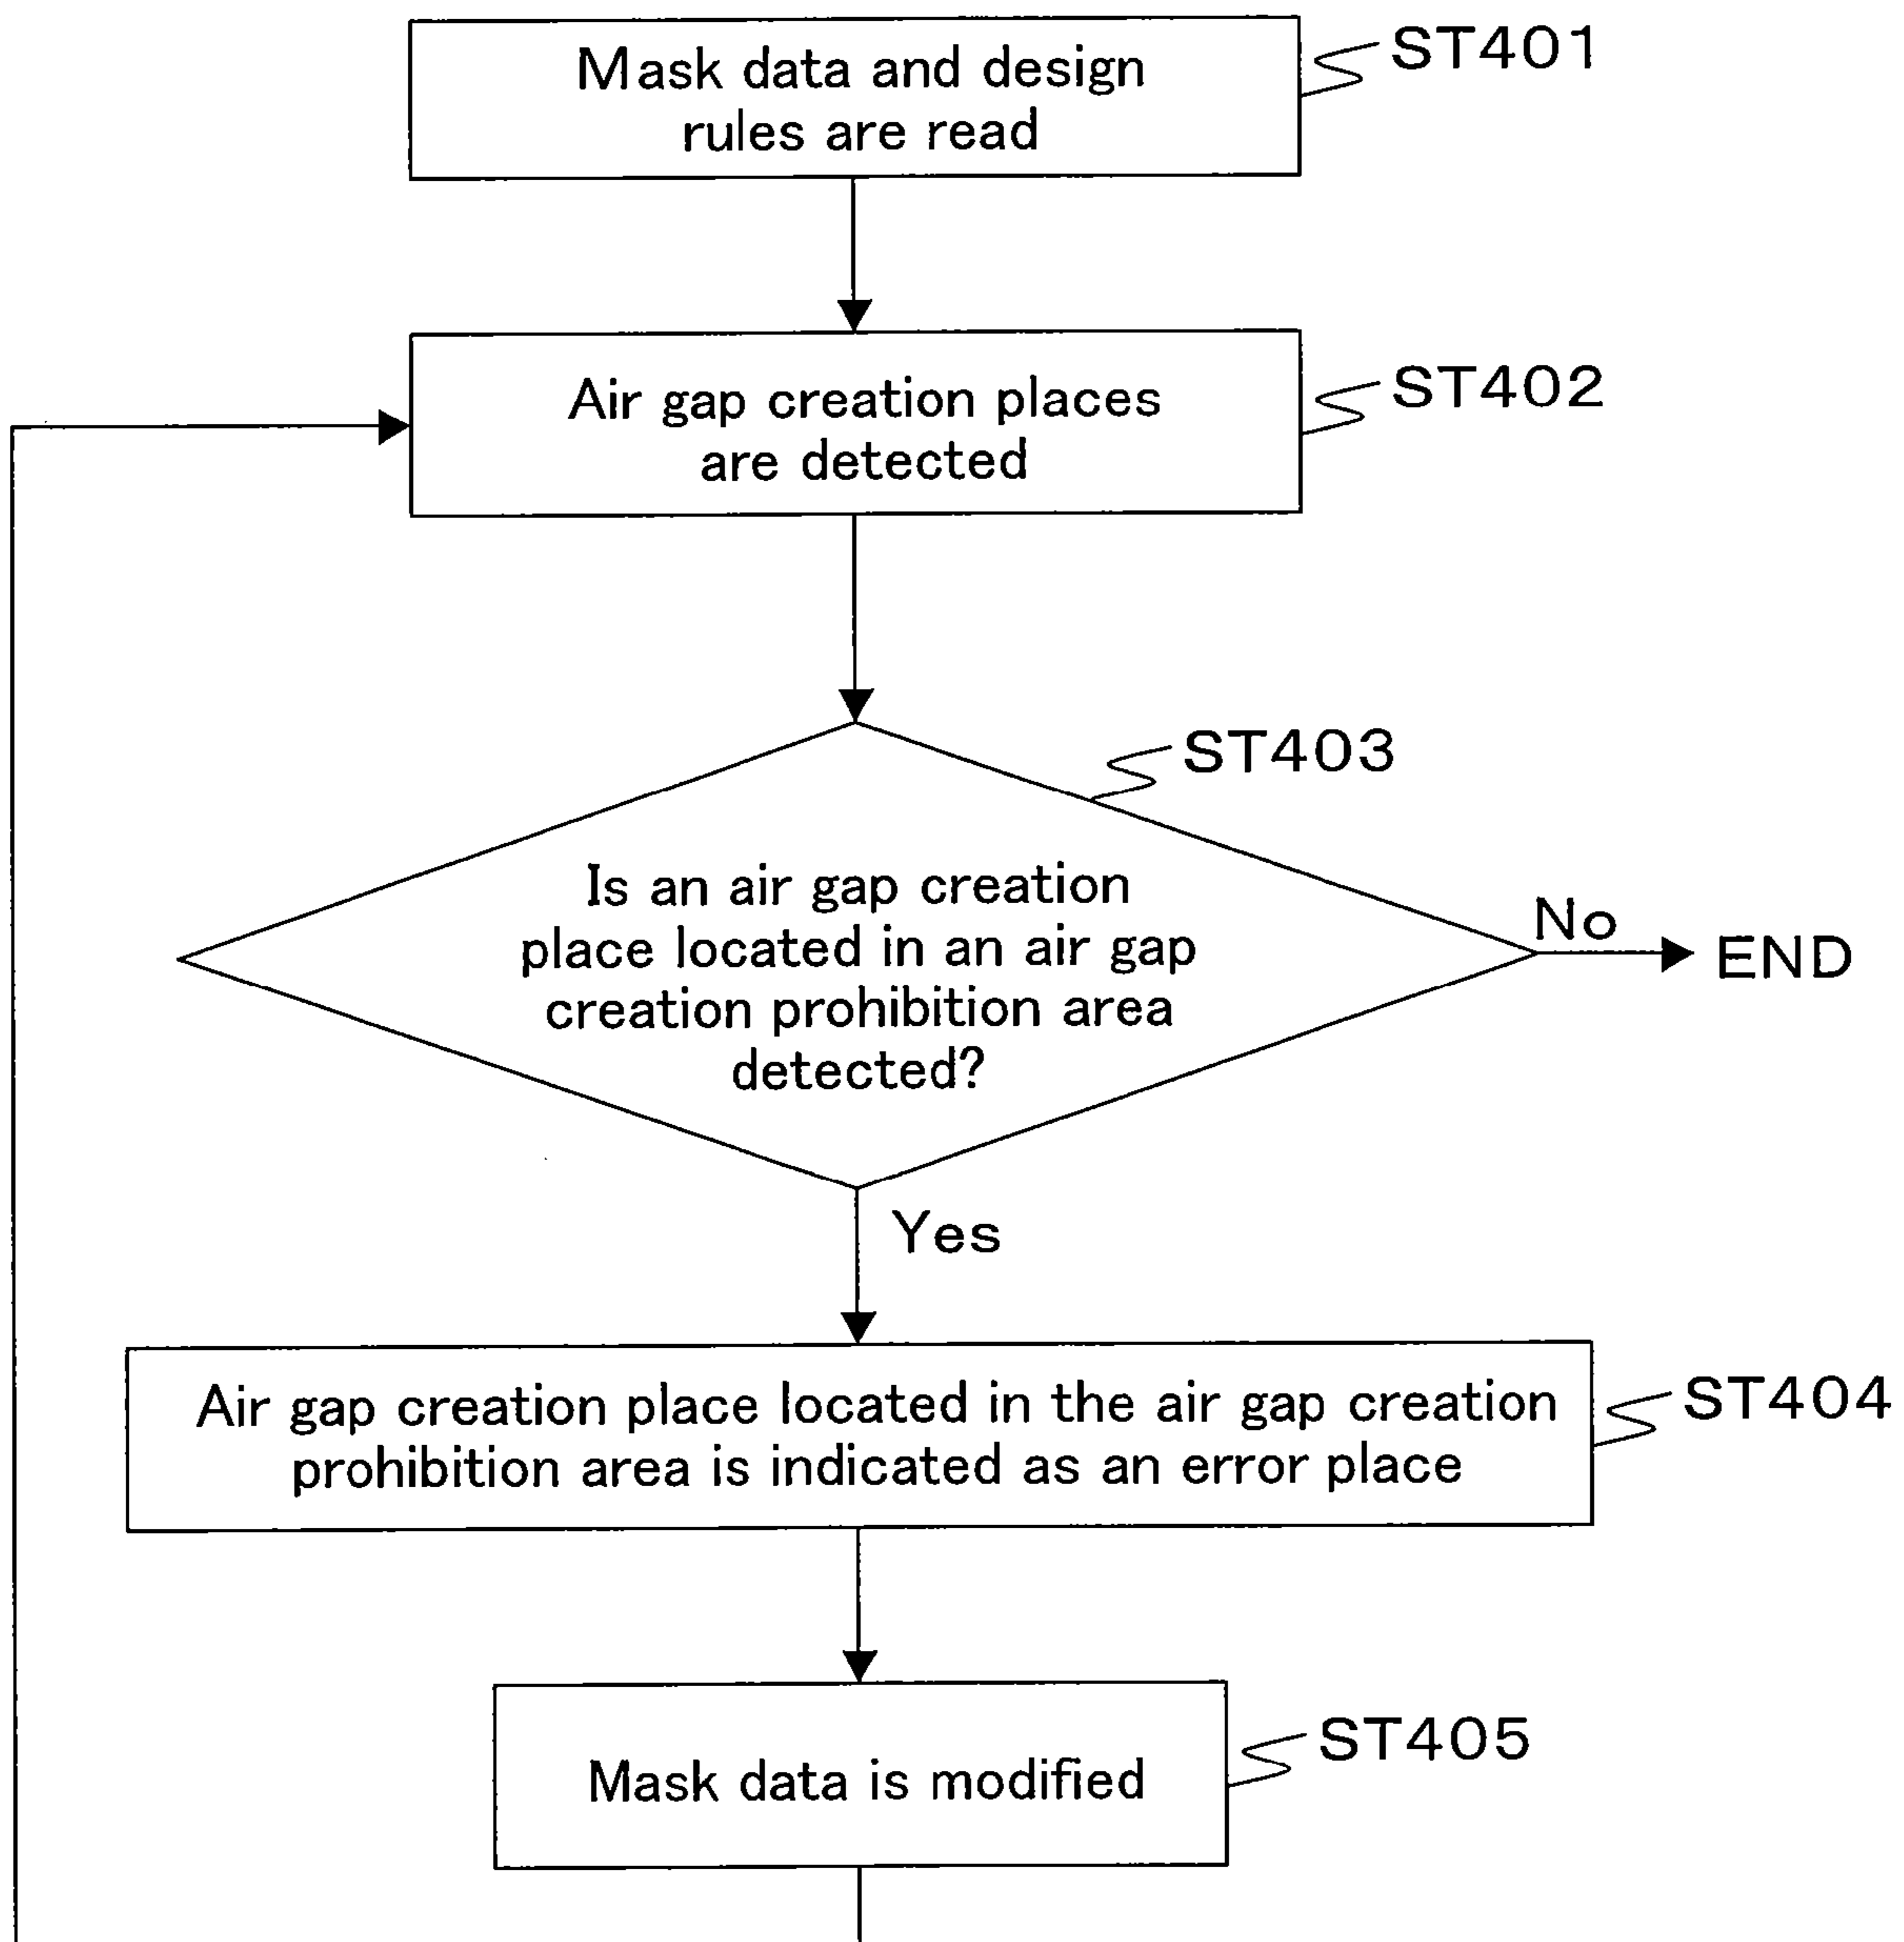 Mask data and design
rules are read
ST401
Air gap creation places
are detected
ST402
ST403
Is an air gap creation
place located in an air gap
creation prohibition area
detected?
No
END
Yes
Air gap creation place located in the air gap creation
prohibition area is indicated as an error place
ST404
Mask data is modified
ST405